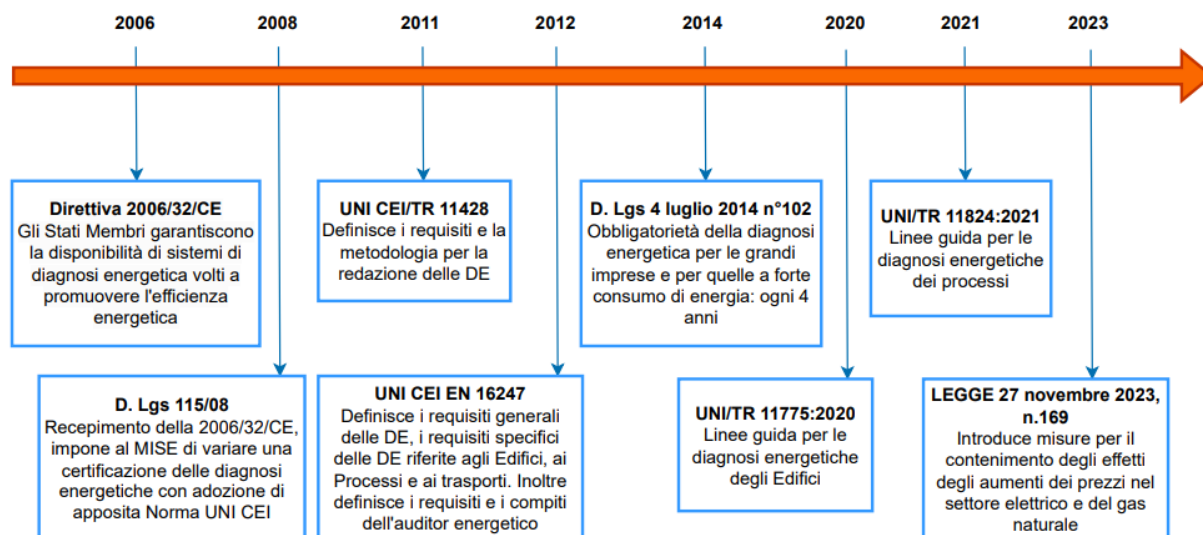 2006
2008
2011
2012
2014
2020
2021
2023
Direttiva 2006/32/CE
Gli Stati Membri garantiscono
la disponibilità di sistemi di
diagnosi energetica volti a
promuovere l'efficienza
energetica
UNI CEI/TR 11428
Definisce i requisiti e la
metodologia per la
redazione delle DE
D. Lgs 4 luglio 2014 n°102
Obbligatorietà della diagnosi
energetica per le grandi
imprese e per quelle a forte
consumo di energia: ogni 4
anni
UNI/TR 11824:2021
Linee guida per le
diagnosi energetiche
dei processi
D. Lgs 115/08
Recepimento della 2006/32/CE,
impone al MISE di variare una
certificazione delle diagnosi
energetiche con adozione di
apposita Norma UNI CEI
UNI CEI EN 16247
Definisce i requisiti generali
delle DE, i requisiti specifici
delle DE riferite agli Edifici, ai
Processi e ai trasporti. Inoltre
definisce i requisiti e i compiti
dell'auditor energetico
UNI/TR 11775:2020
Linee guida per le
diagnosi energetiche
degli Edifici
LEGGE 27 novembre 2023,
n.169
Introduce misure per il
contenimento degli effetti
degli aumenti dei prezzi nel
settore elettrico e del gas
naturale